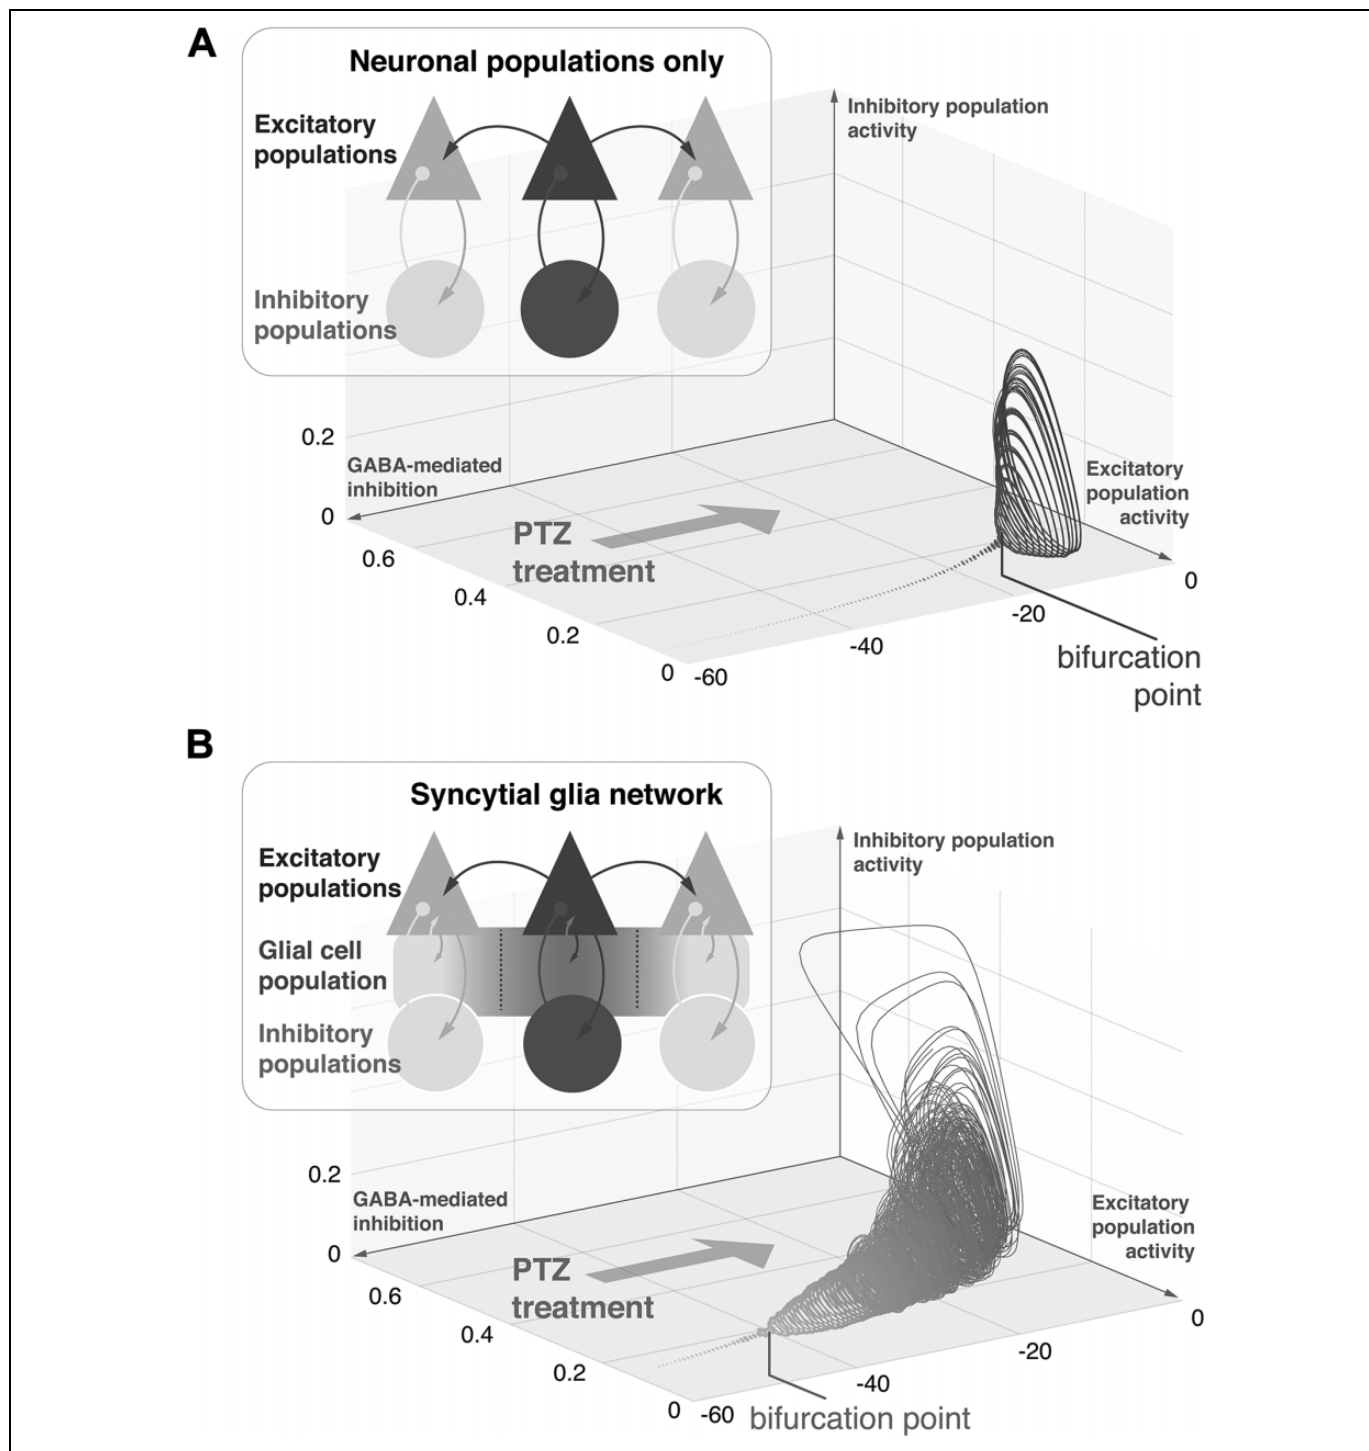 A
Neuronal populations only
Excitatory
populations
Inhibitory
populations
Inhibitory population
activity
0.2
GABA-mediated
inhibition
0
0.6
0.4
0.2
0
PTZ
treatment
Excitatory
population
activity
0
-20
-40
-60
bifurcation
point
B
Syncytial glia network
Excitatory
populations
Glial cell
population
Inhibitory
populations
Inhibitory population
activity
0.2
GABA-mediated
inhibition
0
0.6
0.4
0.2
0
PTZ
treatment
Excitatory
population
activity
0
-20
-40
-60
bifurcation point